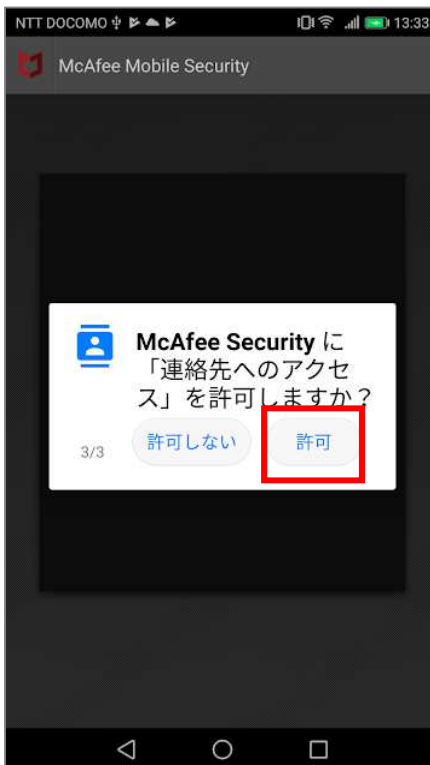 NTT DOCOMO 13:33
McAfee Mobile Security
McAfee Security に
「連絡先へのアクセ
ス」を許可しますか？
3/3 許可しない 許可